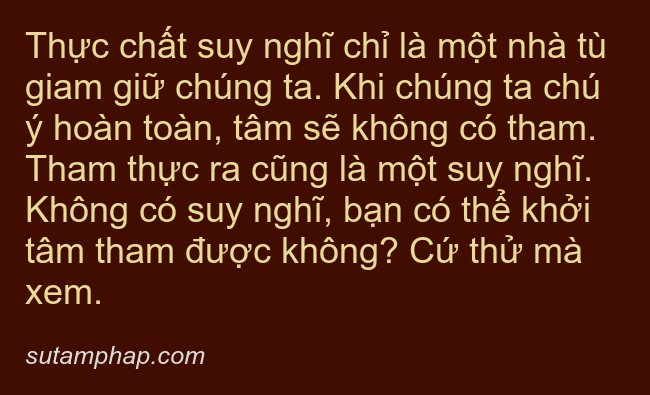 Thực chất suy nghĩ chỉ là một nhà tù
giam giữ chúng ta. Khi chúng ta chú
ý hoàn toàn, tâm sẽ không có tham.
Tham thực ra cũng là một suy nghĩ.
Không có suy nghĩ, bạn có thể khởi
tâm tham được không? Cứ thử mà
xem.
sutamphap.com